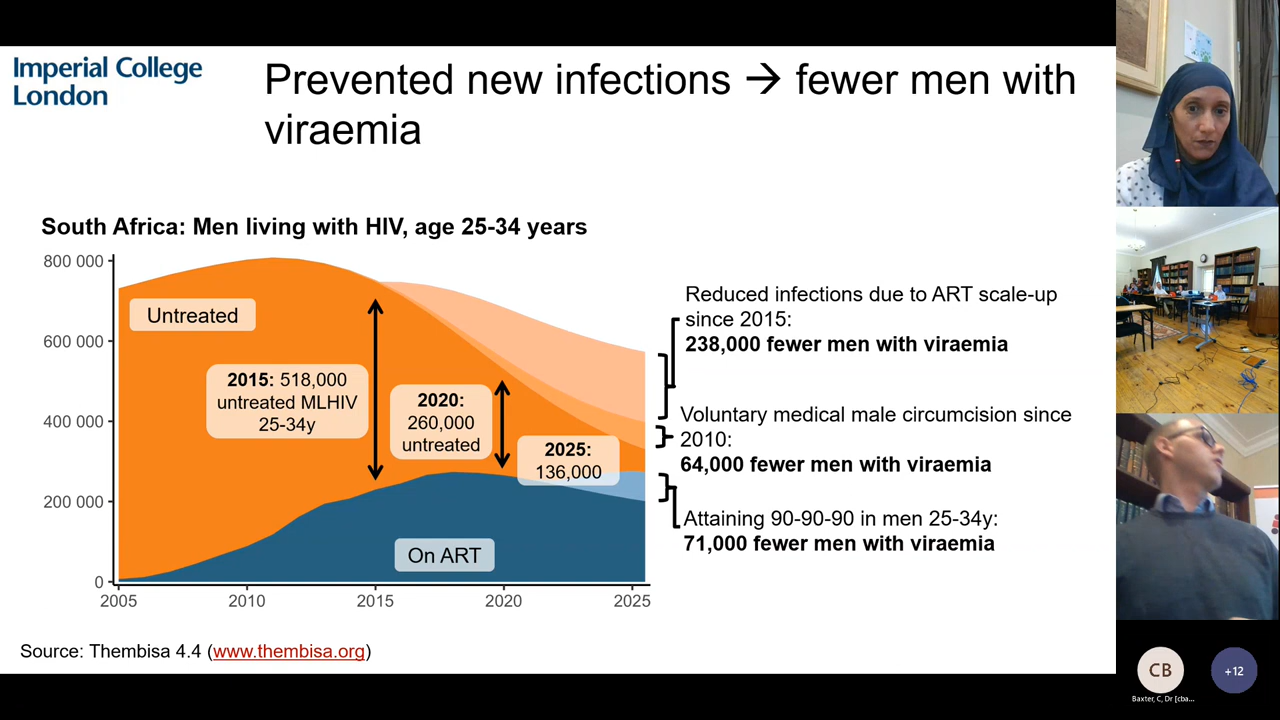 Imperial College
London
Prevented new infections → fewer men with
viraemia
South Africa: Men living with HIV, age 25-34 years
800 000
600 000
400 000
200 000
0
2005
2010
2015
2020
2025
Untreated
2015: 518,000
untreated MLHIV
25-34y
2020:
260,000
untreated
2025:
136,000
On ART
Reduced infections due to ART scale-up
since 2015:
238,000 fewer men with viraemia
Voluntary medical male circumcision since
2010:
64,000 fewer men with viraemia
Attaining 90-90-90 in men 25-34y:
71,000 fewer men with viraemia
Source: Thembisa 4.4 (www.thembisa.org)
CB
+12
Baxter, C, Dr [cba...